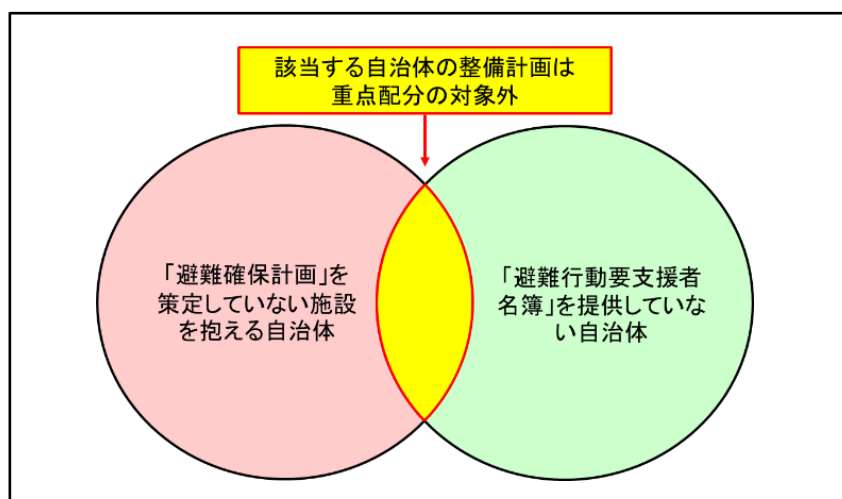 該当する自治体の整備計画は
重点配分の対象外
「避難確保計画」を
策定していない施設
を抱える自治体
「避難行動要支援者
名簿」を提供していな
い自治体